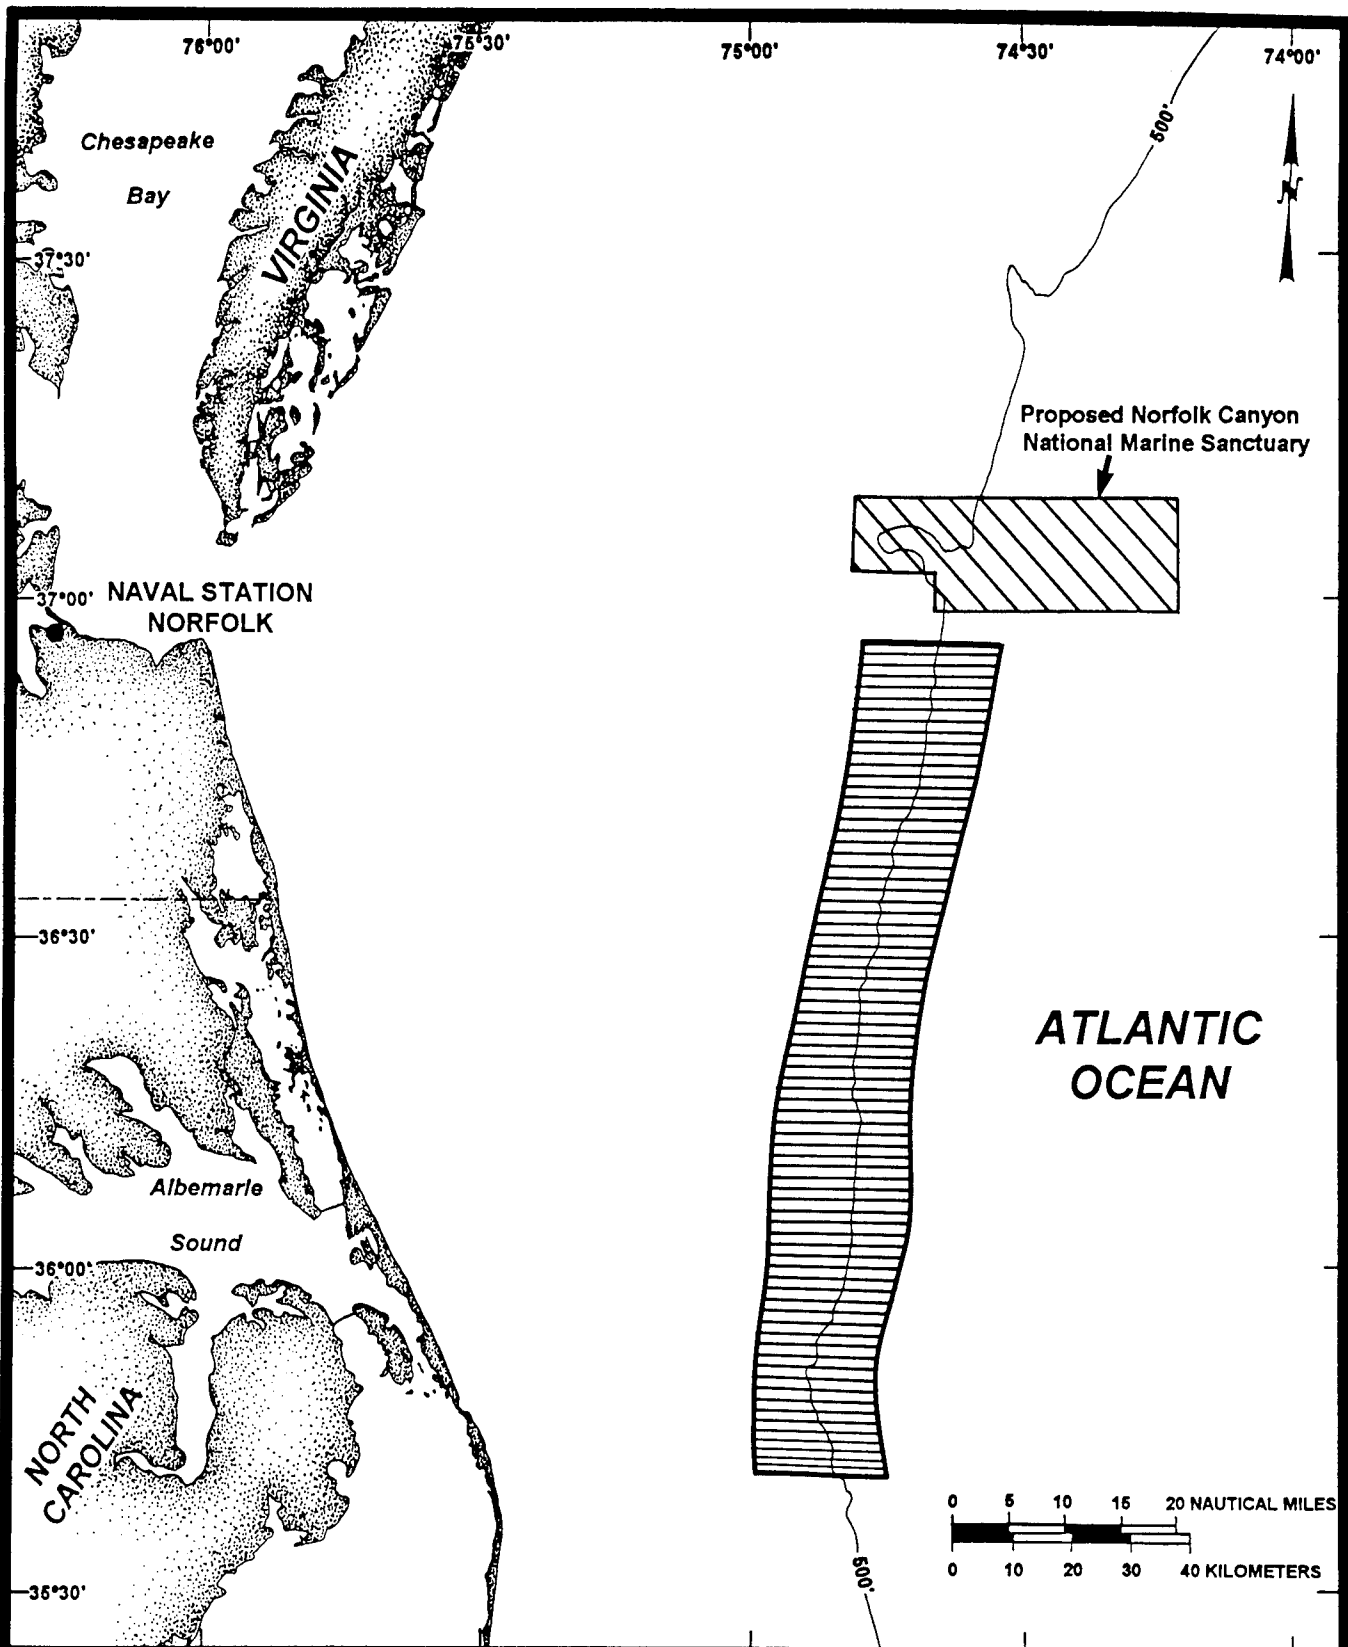 76°00'
75°30'
75°00'
74°30'
74°00'
500'
Chesapeake
Bay
VIRGINIA
N
37°30'
Proposed Norfolk Canyon
National Marine Sanctuary
37°00'
NAVAL STATION
NORFOLK
36°30'
ATLANTIC
OCEAN
Albemarle
Sound
36°00'
NORTH
CAROLINA
0 5 10 15 20 NAUTICAL MILES
0 10 20 30 40 KILOMETERS
500'
35°30'